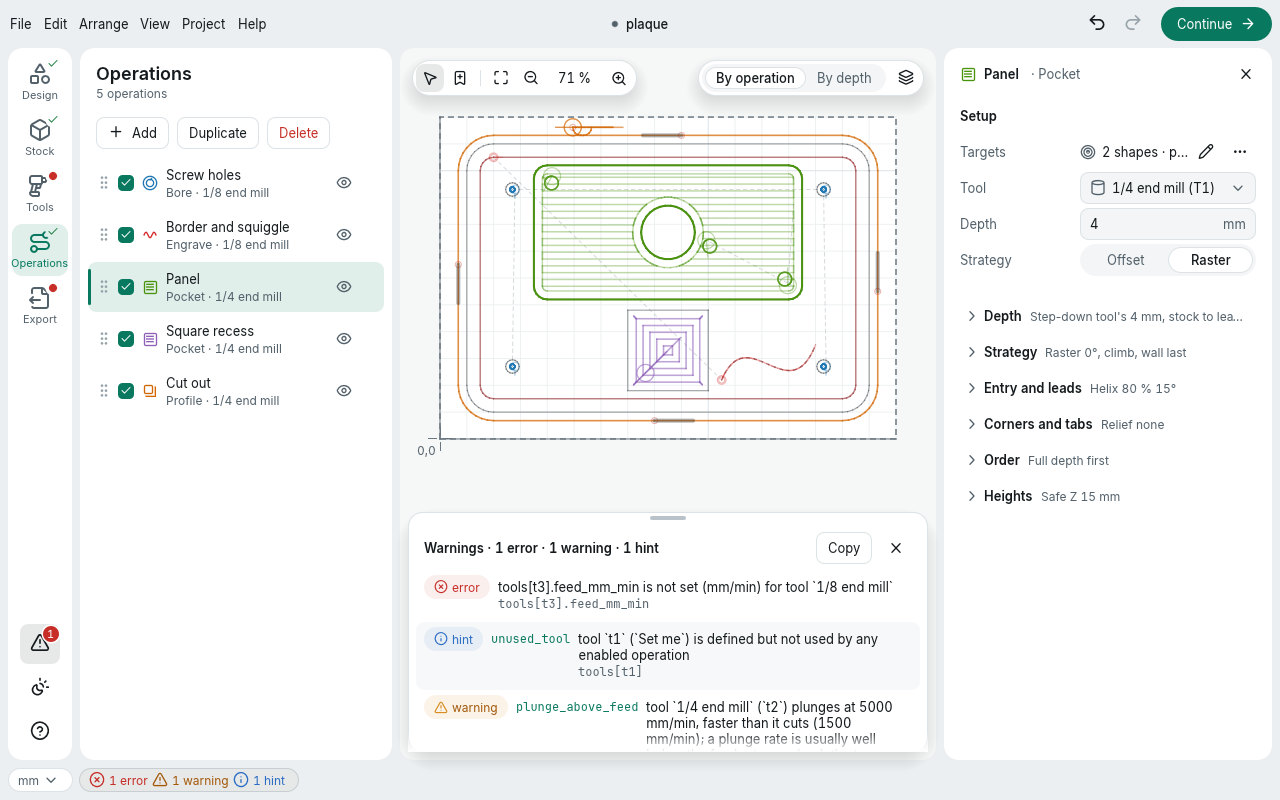 File Edit Arrange View Project Help
plaque
Continue
Design
Stock
Tools
Operations
Export
1
Operations
5 operations
Add
Duplicate
Delete
Screw holes
Bore · 1/8 end mill
Border and squiggle
Engrave · 1/8 end mill
Panel
Pocket · 1/4 end mill
Square recess
Pocket · 1/4 end mill
Cut out
Profile · 1/4 end mill
71 %
By operation
By depth
0,0
Warnings · 1 error · 1 warning · 1 hint
Copy
error
tools[t3].feed_mm_min is not set (mm/min) for tool `1/8 end mill`
tools[t3].feed_mm_min
hint
unused_tool
tool `t1` (`Set me`) is defined but not used by any
enabled operation
tools[t1]
warning
plunge_above_feed
tool `1/4 end mill` (`t2`) plunges at 5000
mm/min, faster than it cuts (1500
mm/min); a plunge rate is usually well
Panel · Pocket
Setup
Targets
2 shapes · p...
Tool
1/4 end mill (T1)
Depth
4
mm
Strategy
Offset
Raster
Depth Step-down tool's 4 mm, stock to lea...
Strategy Raster 0°, climb, wall last
Entry and leads Helix 80 % 15°
Corners and tabs Relief none
Order Full depth first
Heights Safe Z 15 mm
mm
1 error
1 warning
1 hint